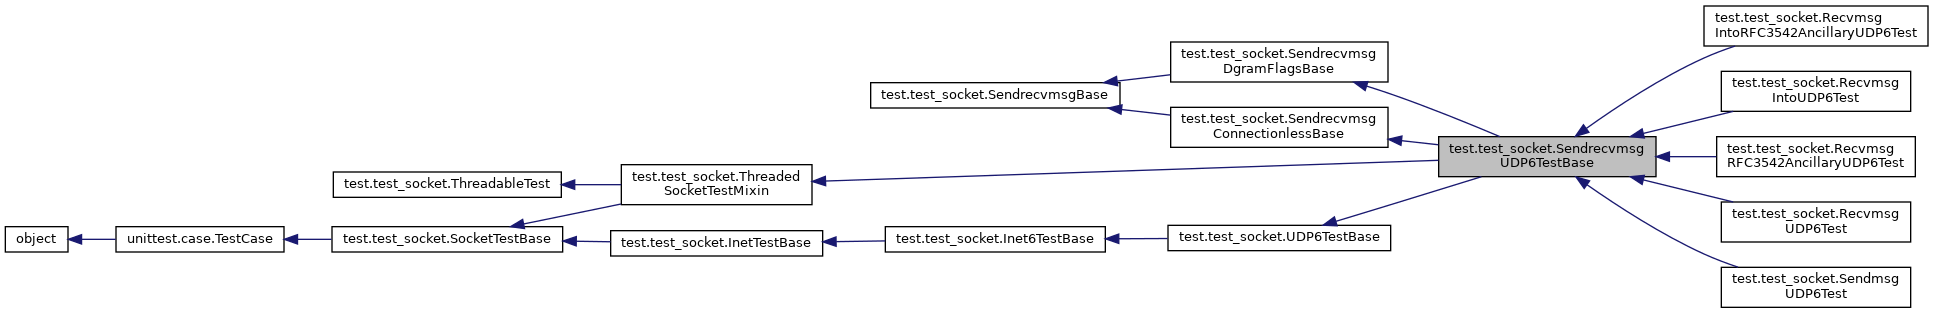 test.test_socket.Recvmsg
IntoRFC3542AncillaryUDP6Test
test.test_socket.Sendrecvmsg
DgramFlagsBase
test.test_socket.Recvmsg
IntoUDP6Test
test.test_socket.SendrecvmsgBase
test.test_socket.Sendrecvmsg
ConnectionlessBase
test.test_socket.Sendrecvmsg
UDP6TestBase
test.test_socket.Recvmsg
RFC3542AncillaryUDP6Test
test.test_socket.ThreadableTest
test.test_socket.Threaded
SocketTestMixin
test.test_socket.Recvmsg
UDP6Test
object
unittest.case.TestCase
test.test_socket.SocketTestBase
test.test_socket.InetTestBase
test.test_socket.Inet6TestBase
test.test_socket.UDP6TestBase
test.test_socket.Sendmsg
UDP6Test